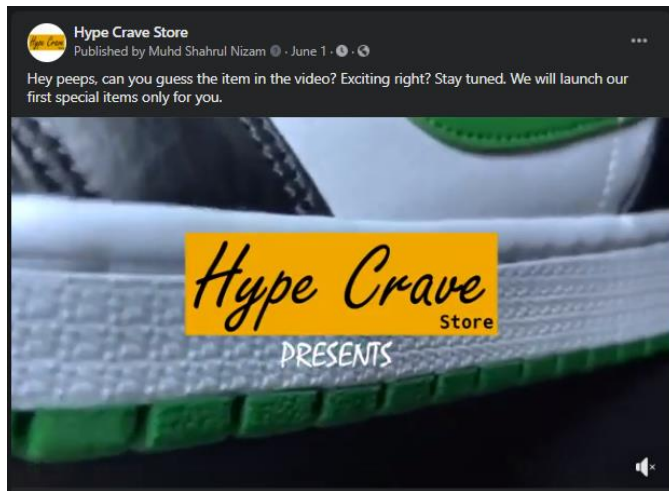 Hype Crave Store
Published by Muhd Shahrul Nizam · June 1 ·
Hey peeps, can you guess the item in the video? Exciting right? Stay tuned. We will launch our
first special items only for you.
Hype Crave
Store
PRESENTS